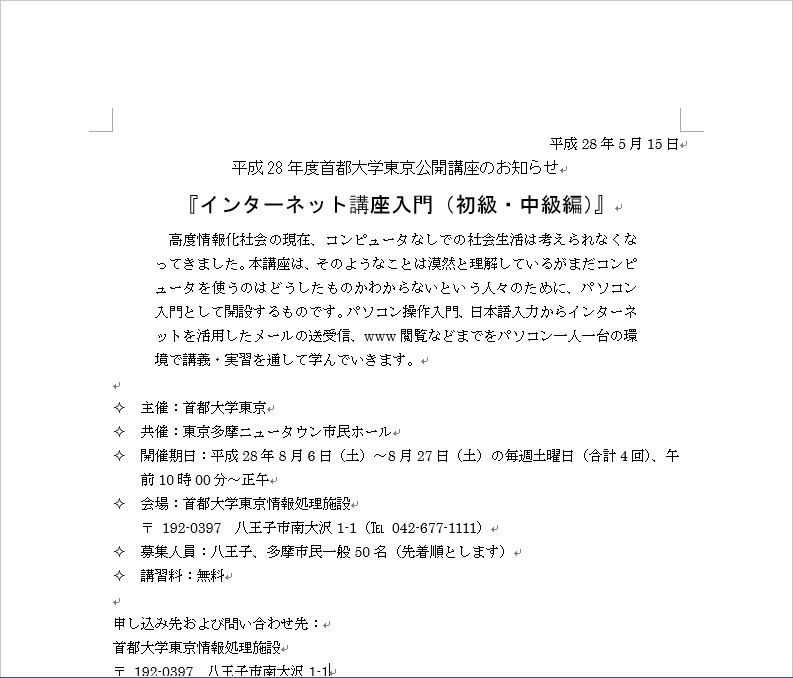 平成 28 年 5 月 15 日
平成 28 年度首都大学東京公開講座のお知らせ
『インターネット講座入門（初級・中級編）』
高度情報化社会の現在、コンピュータなしでの社会生活は考えられなくな
ってきました。本講座は、そのようなことは漠然と理解しているがまだコンピ
ュータを使うのはどうしたものかわからないという人々のために、パソコン
入門として開設するものです。パソコン操作入門、日本語入力からインターネ
ットを活用したメールの送受信、www 閲覧などまでをパソコン一人一台の環
境で講義・実習を通して学んでいきます。
✧ 主催：首都大学東京
✧ 共催：東京多摩ニュータウン市民ホール
✧ 開催期日：平成 28 年 8 月 6 日（土）～8 月 27 日（土）の毎週土曜日（合計 4 回）、午
前 10 時 00 分～正午
✧ 会場：首都大学東京情報処理施設
〒 192-0397　八王子市南大沢 1-1（℡ 042-677-1111）
✧ 募集人員：八王子、多摩市民一般 50 名（先着順とします）
✧ 講習料：無料
申し込み先および問い合わせ先：
首都大学東京情報処理施設
〒 192-0397　八王子市南大沢 1-1